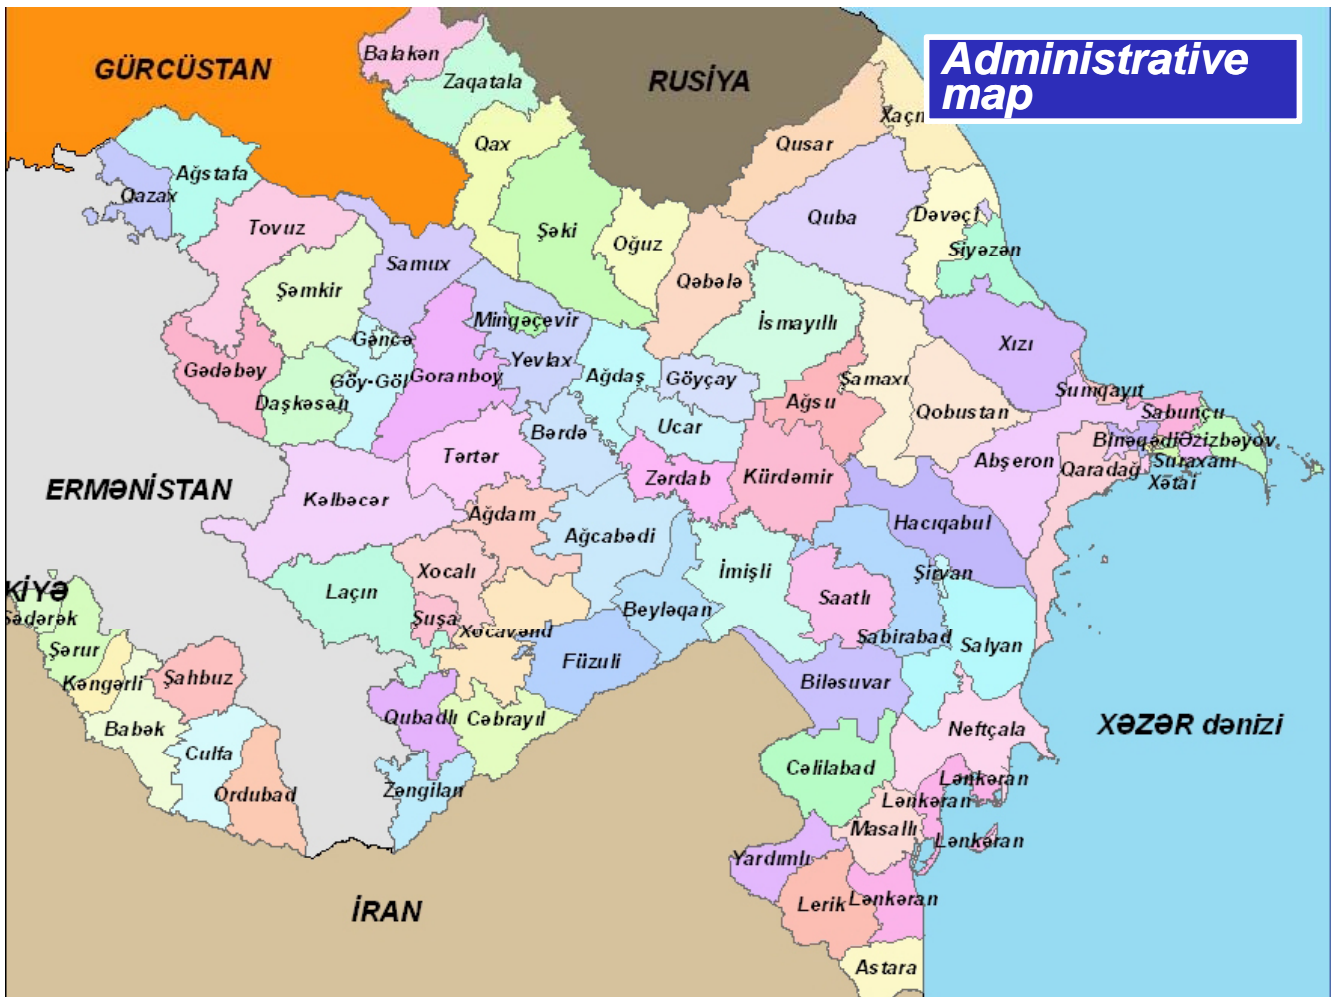 Administrative
map
GÜRCÜSTAN
RUSİYA
Balakən
Zaqatala
Qax
Xaçn
Qusar
Ağstafa
Qazax
Tovuz
Şəki
Oğuz
Quba
Dəvəçi
Siyəzən
Samux
Şəmkir
Qəbələ
İsmayıllı
Mingəçevir
Gəncə
Xızı
Gədəbəy
Göy-Göl
Goranboy
Yevlax
Ağdaş
Göyçay
Şamaxı
Sumqayıt
Daşkəsən
Ağsu
Qobustan
Sabunçu
Bərdə
Ucar
Binəqədi
Əzizbəyov
Tərtər
Abşeron
Suraxanı
Qaradağ
Xətai
Zərdab
Kürdəmir
ERMƏNİSTAN
Kəlbəcər
Ağdam
Hacıqabul
Ağcabədi
Xocalı
İmişli
Şirvan
KİYƏ
Laçın
Saatlı
Beyləqan
Sədərək
Şuşa
Xocavənd
Sabirabad
Salyan
Şərur
Füzuli
Kəngərli
Şahbuz
Biləsuvar
Babək
Qubadlı
Cəbrayıl
Neftçala
XƏZƏR dənizi
Culfa
Cəlilabad
Lənkəran
Ordubad
Zəngilan
Lənkəran
Masallı
Lənkəran
Yardımlı
Lerik
Lənkəran
İRAN
Astara